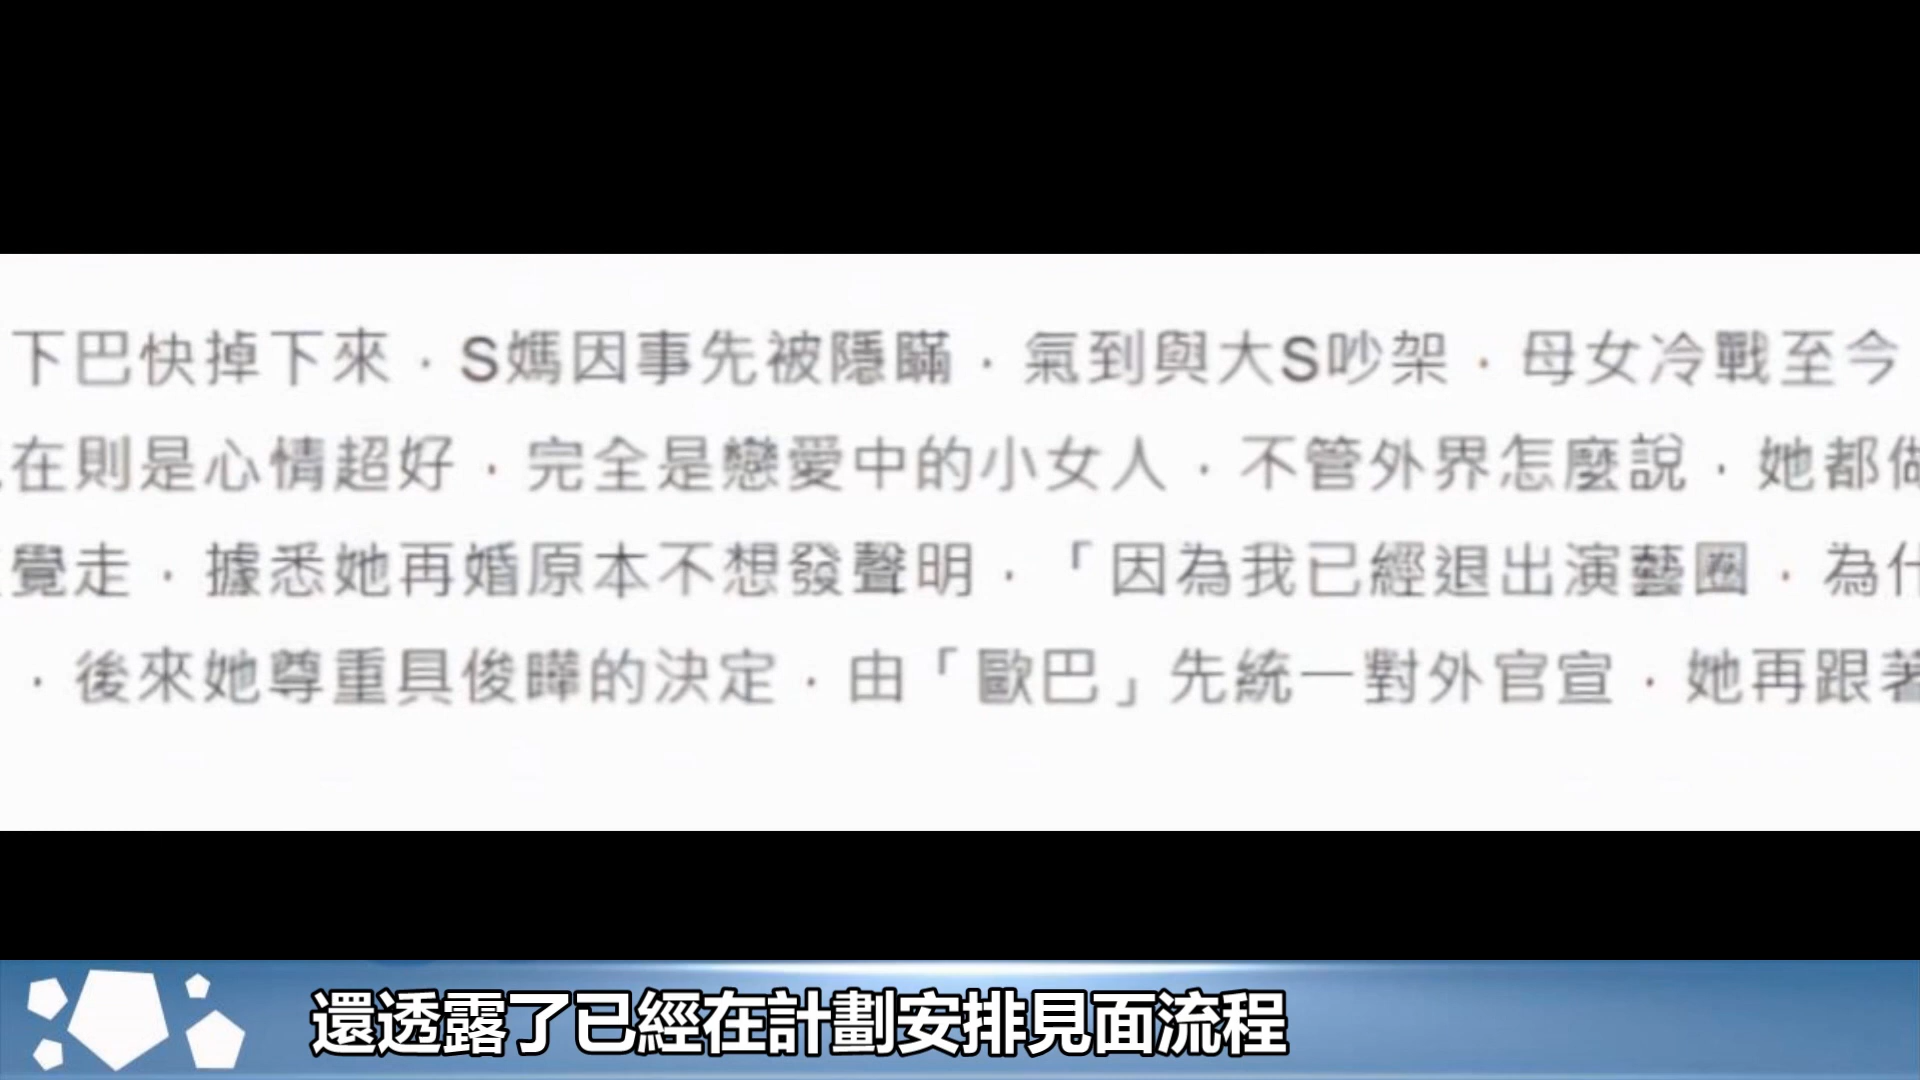 下巴快掉下來，S媽因事先被隱瞞，氣到與大S吵架，母女冷戰至今
在則是心情超好，完全是戀愛中的小女人，不管外界怎麼說，她都做
覺走，據悉她再婚原本不想發聲明，「因為我已經退出演藝圈，為什
，後來她尊重具俊曄的決定，由「歐巴」先統一對外官宣，她再跟著
還透露了已經在計劃安排見面流程